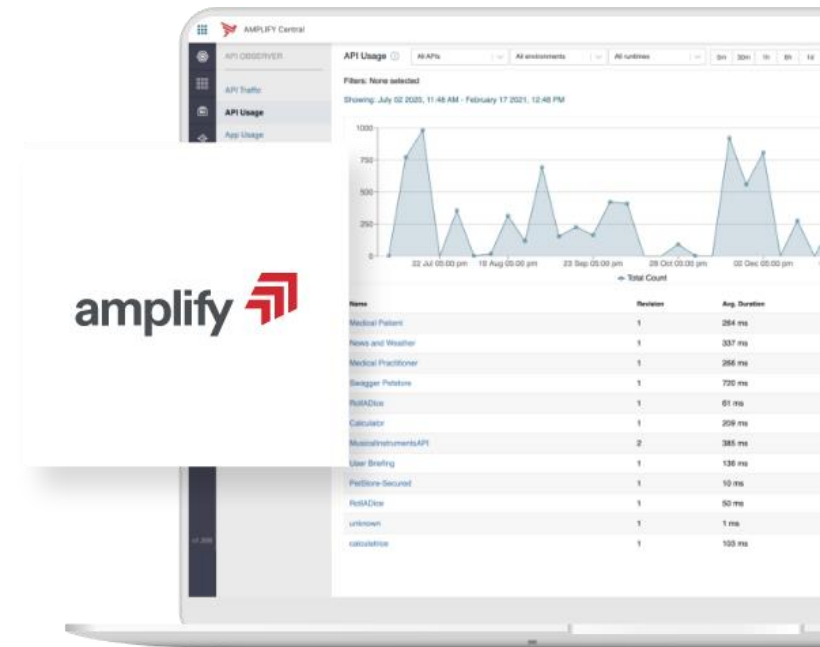 AMPLIFY Central
API OBSERVER
API Traffic
API Usage
App Usage
API Usage
All APIs
All environments
All runtimes
5m 30m 1h 6h 1d
Filters: None selected
Showing: July 02 2020, 11:48 AM - February 17 2021, 12:48 PM
1000
750
500
250
0
22 Jul 05:00 pm 18 Aug 05:00 pm 23 Sep 05:00 pm 28 Oct 00:00 pm 02 Dec 05:00 pm
Total Count
amplify
Name Revision Avg. Duration
Medical Patient 1 264 ms
News and Weather 1 337 ms
Medical Practitioner 1 266 ms
Swagger Petstore 1 720 ms
RollADice 1 61 ms
Calculator 1 209 ms
MusicalInstrumentsAPI 2 385 ms
User Briefing 1 136 ms
PetStore-Secured 1 10 ms
RollADice 1 50 ms
unknown 1 1 ms
calculatrice 1 103 ms